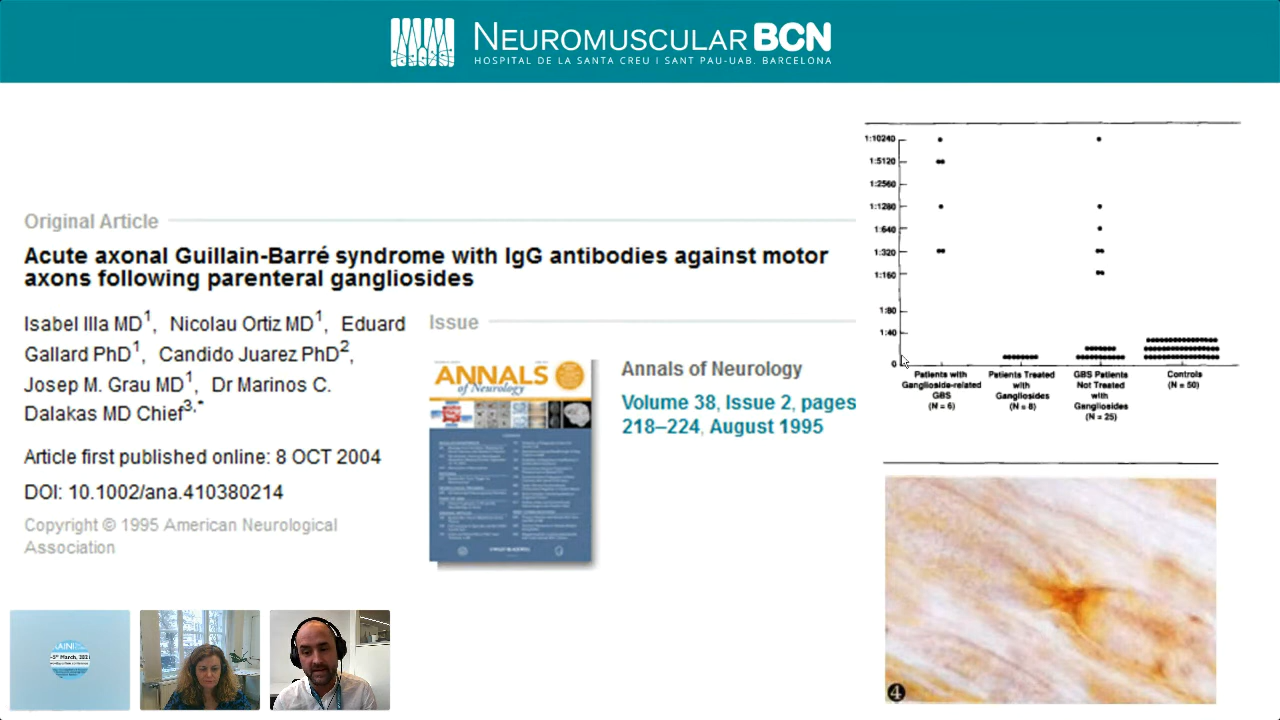 NEUROMUSCULAR BCN
HOSPITAL DE LA SANTA CREU I SANT PAU-UAB. BARCELONA
Original Article
Acute axonal Guillain-Barré syndrome with IgG antibodies against motor
axons following parenteral gangliosides
Isabel Illa MD1, Nicolau Ortiz MD1, Eduard
Gallard PhD1, Candido Juarez PhD2,
Josep M. Grau MD1, Dr Marinos C.
Dalakas MD Chief3,*
Article first published online: 8 OCT 2004
DOI: 10.1002/ana.410380214
Copyright © 1995 American Neurological
Association
Issue
ANNALS
of Neurology
Annals of Neurology
Volume 38, Issue 2, pages
218–224, August 1995
1:10240
1:5120
1:2560
1:1280
1:640
1:320
1:160
1:80
1:40
0
Patients with
Ganglioside-related
GBS
(N = 6)
Patients Treated
with
Gangliosides
(N = 8)
GBS Patients
Not Treated
with
Gangliosides
(N = 25)
Controls
(N = 50)
4